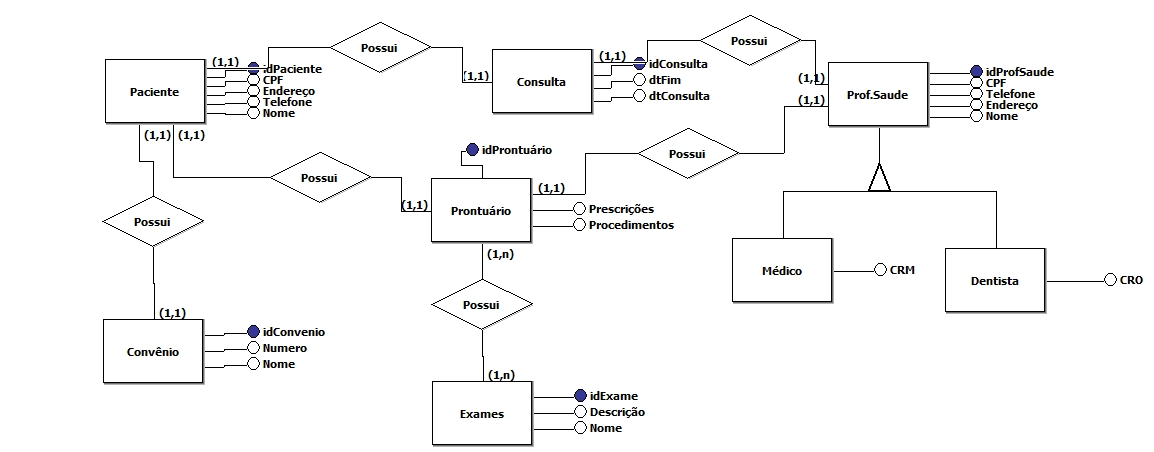 Possui
(1,1)
Paciente
idPaciente
CPF
Endereço
Telefone
Nome
(1,1)
(1,1)
(1,1)
Consulta
(1,1)
idConsulta
dtFim
dtConsulta
Possui
(1,1)
(1,1)
Prof.Saude
idProfSaude
CPF
Telefone
Endereço
Nome
Possui
(1,1)
idProntuário
Prontuário
(1,1)
Prescrições
Procedimentos
(1,n)
Possui
Possui
(1,1)
Convênio
idConvenio
Numero
Nome
Possui
(1,n)
Exames
idExame
Descrição
Nome
Médico
CRM
Dentista
CRO